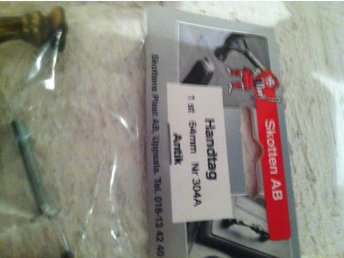 Skotten AB
Handtag
1 st 64mm Nr 304A
Antik
Skottens Plast AB, Uppsala. Tel. 018-13 42 40